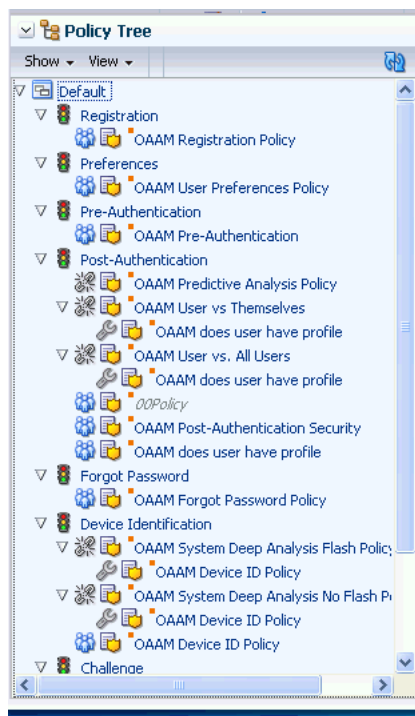 Policy Tree
Show View
Default
Registration
OAAM Registration Policy
Preferences
OAAM User Preferences Policy
Pre-Authentication
OAAM Pre-Authentication
Post-Authentication
OAAM Predictive Analysis Policy
OAAM User vs Themselves
OAAM does user have profile
OAAM User vs. All Users
OAAM does user have profile
OOPolicy
OAAM Post-Authentication Security
OAAM does user have profile
Forgot Password
OAAM Forgot Password Policy
Device Identification
OAAM System Deep Analysis Flash Policy
OAAM Device ID Policy
OAAM System Deep Analysis No Flash
OAAM Device ID Policy
OAAM Device ID Policy
Challenge